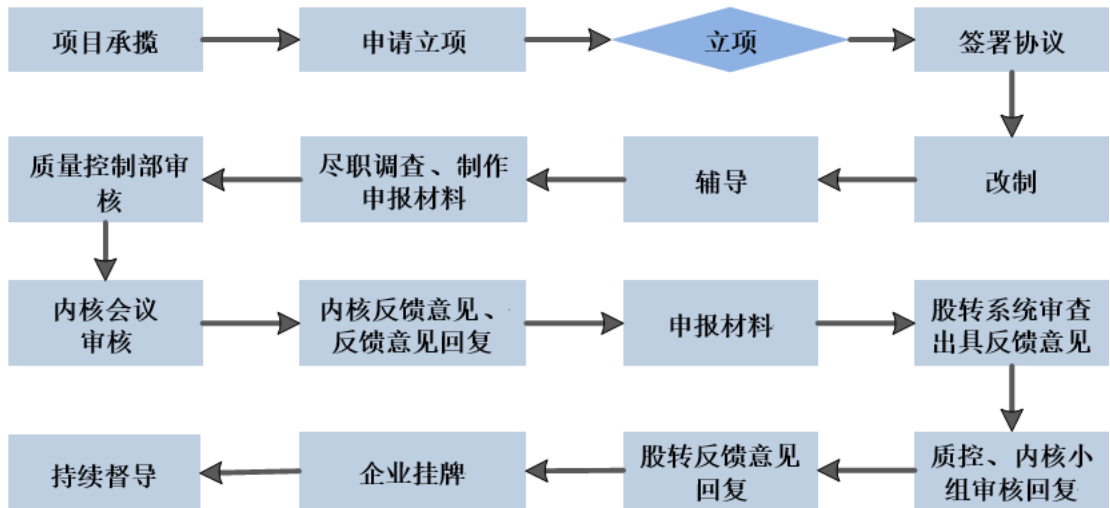 项目承揽
申请立项
立项
签署协议
质量控制部审
核
尽职调查、制作
申报材料
辅导
改制
内核会议
审核
内核反馈意见、
反馈意见回复
申报材料
股转系统审查
出具反馈意见
持续督导
企业挂牌
股转反馈意见
回复
质控、内核小
组审核回复